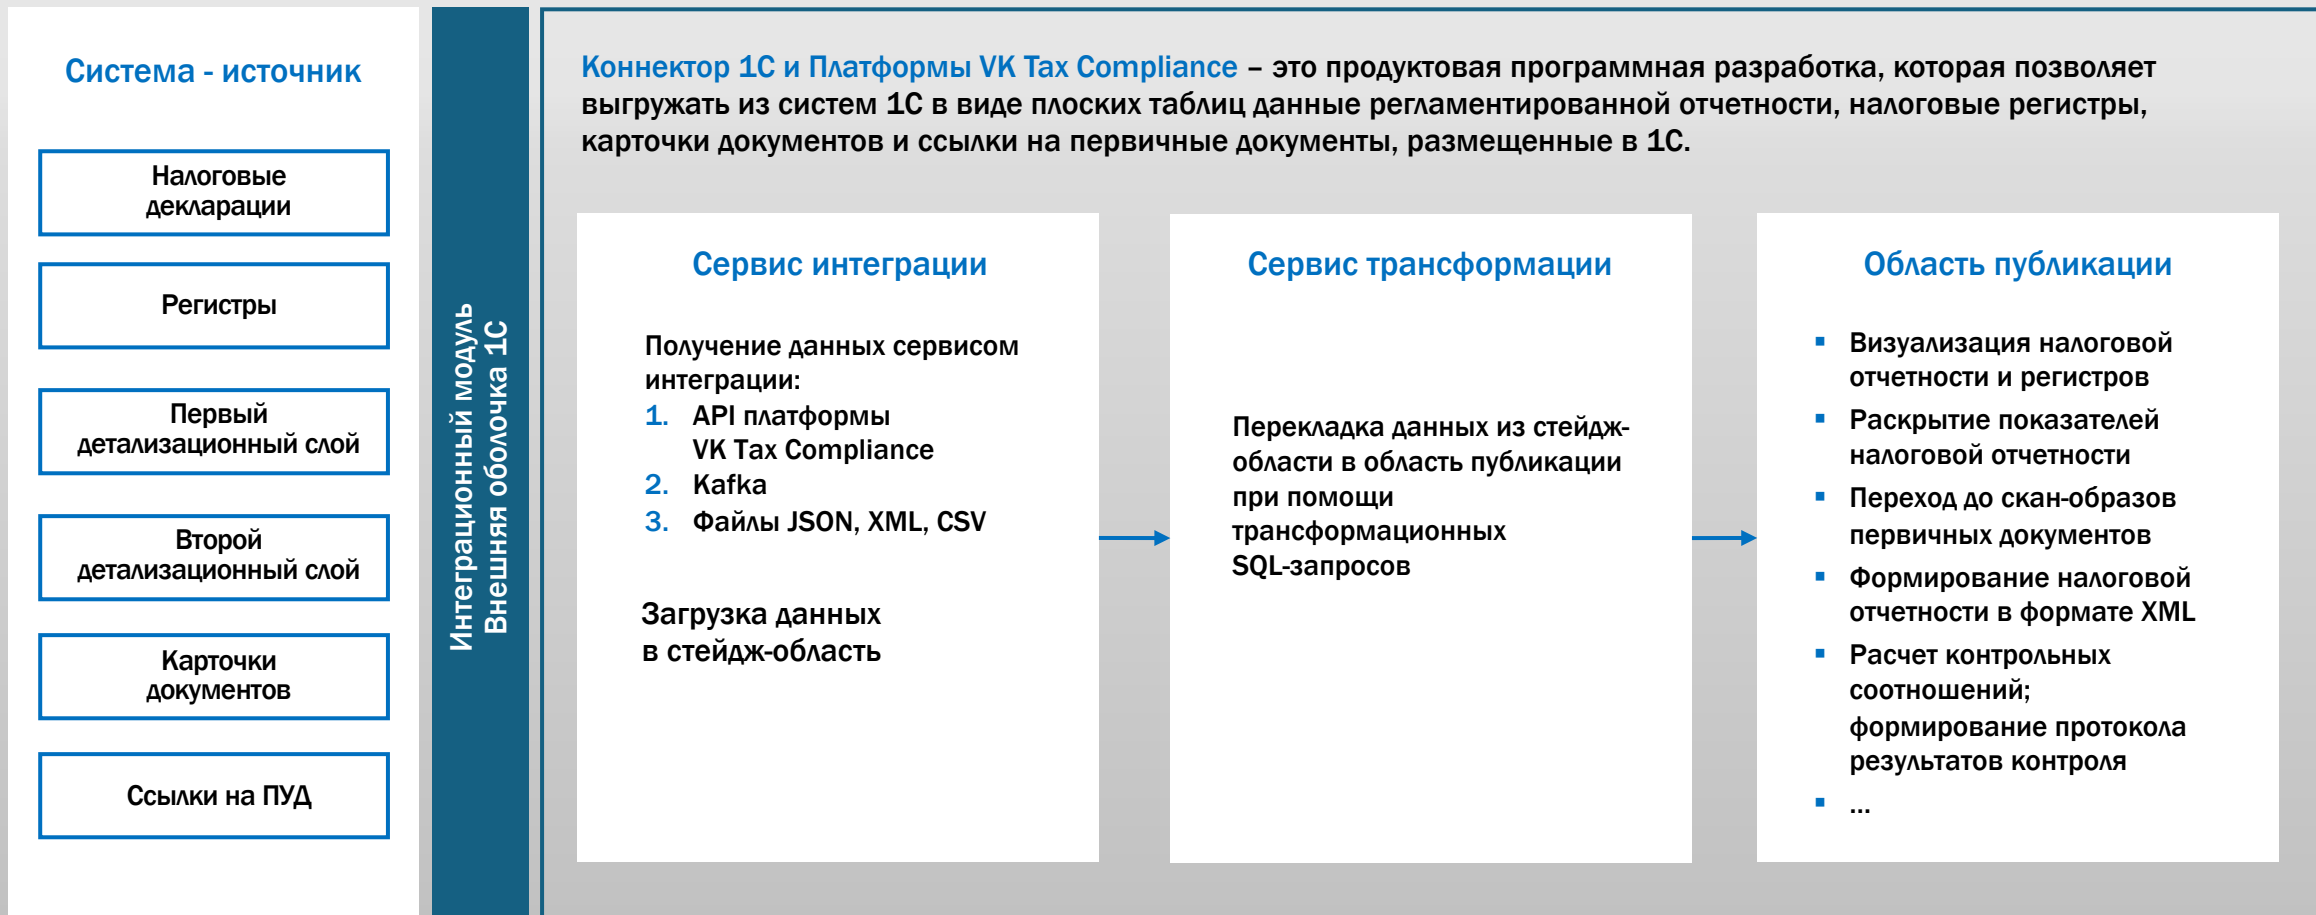 Система - источник
Налоговые
декларации
Регистры
Первый
детализационный слой
Второй
детализационный слой
Карточки
документов
Ссылки на ПУД
Интеграционный модуль
Внешняя оболочка 1С
Коннектор 1С и Платформы VK Tax Compliance – это продуктовая программная разработка, которая позволяет
выгружать из систем 1С в виде плоских таблиц данные регламентированной отчетности, налоговые регистры,
карточки документов и ссылки на первичные документы, размещенные в 1С.
Сервис интеграции
Получение данных сервисом
интеграции:
1. API платформы
VK Tax Compliance
2. Kafka
3. Файлы JSON, XML, CSV
Загрузка данных
в стейдж-область
Сервис трансформации
Перекладка данных из стейдж-
области в область публикации
при помощи
трансформационных
SQL-запросов
Область публикации
▪ Визуализация налоговой
отчетности и регистров
▪ Раскрытие показателей
налоговой отчетности
▪ Переход до скан-образов
первичных документов
▪ Формирование налоговой
отчетности в формате XML
▪ Расчет контрольных
соотношений;
формирование протокола
результатов контроля
▪ ...